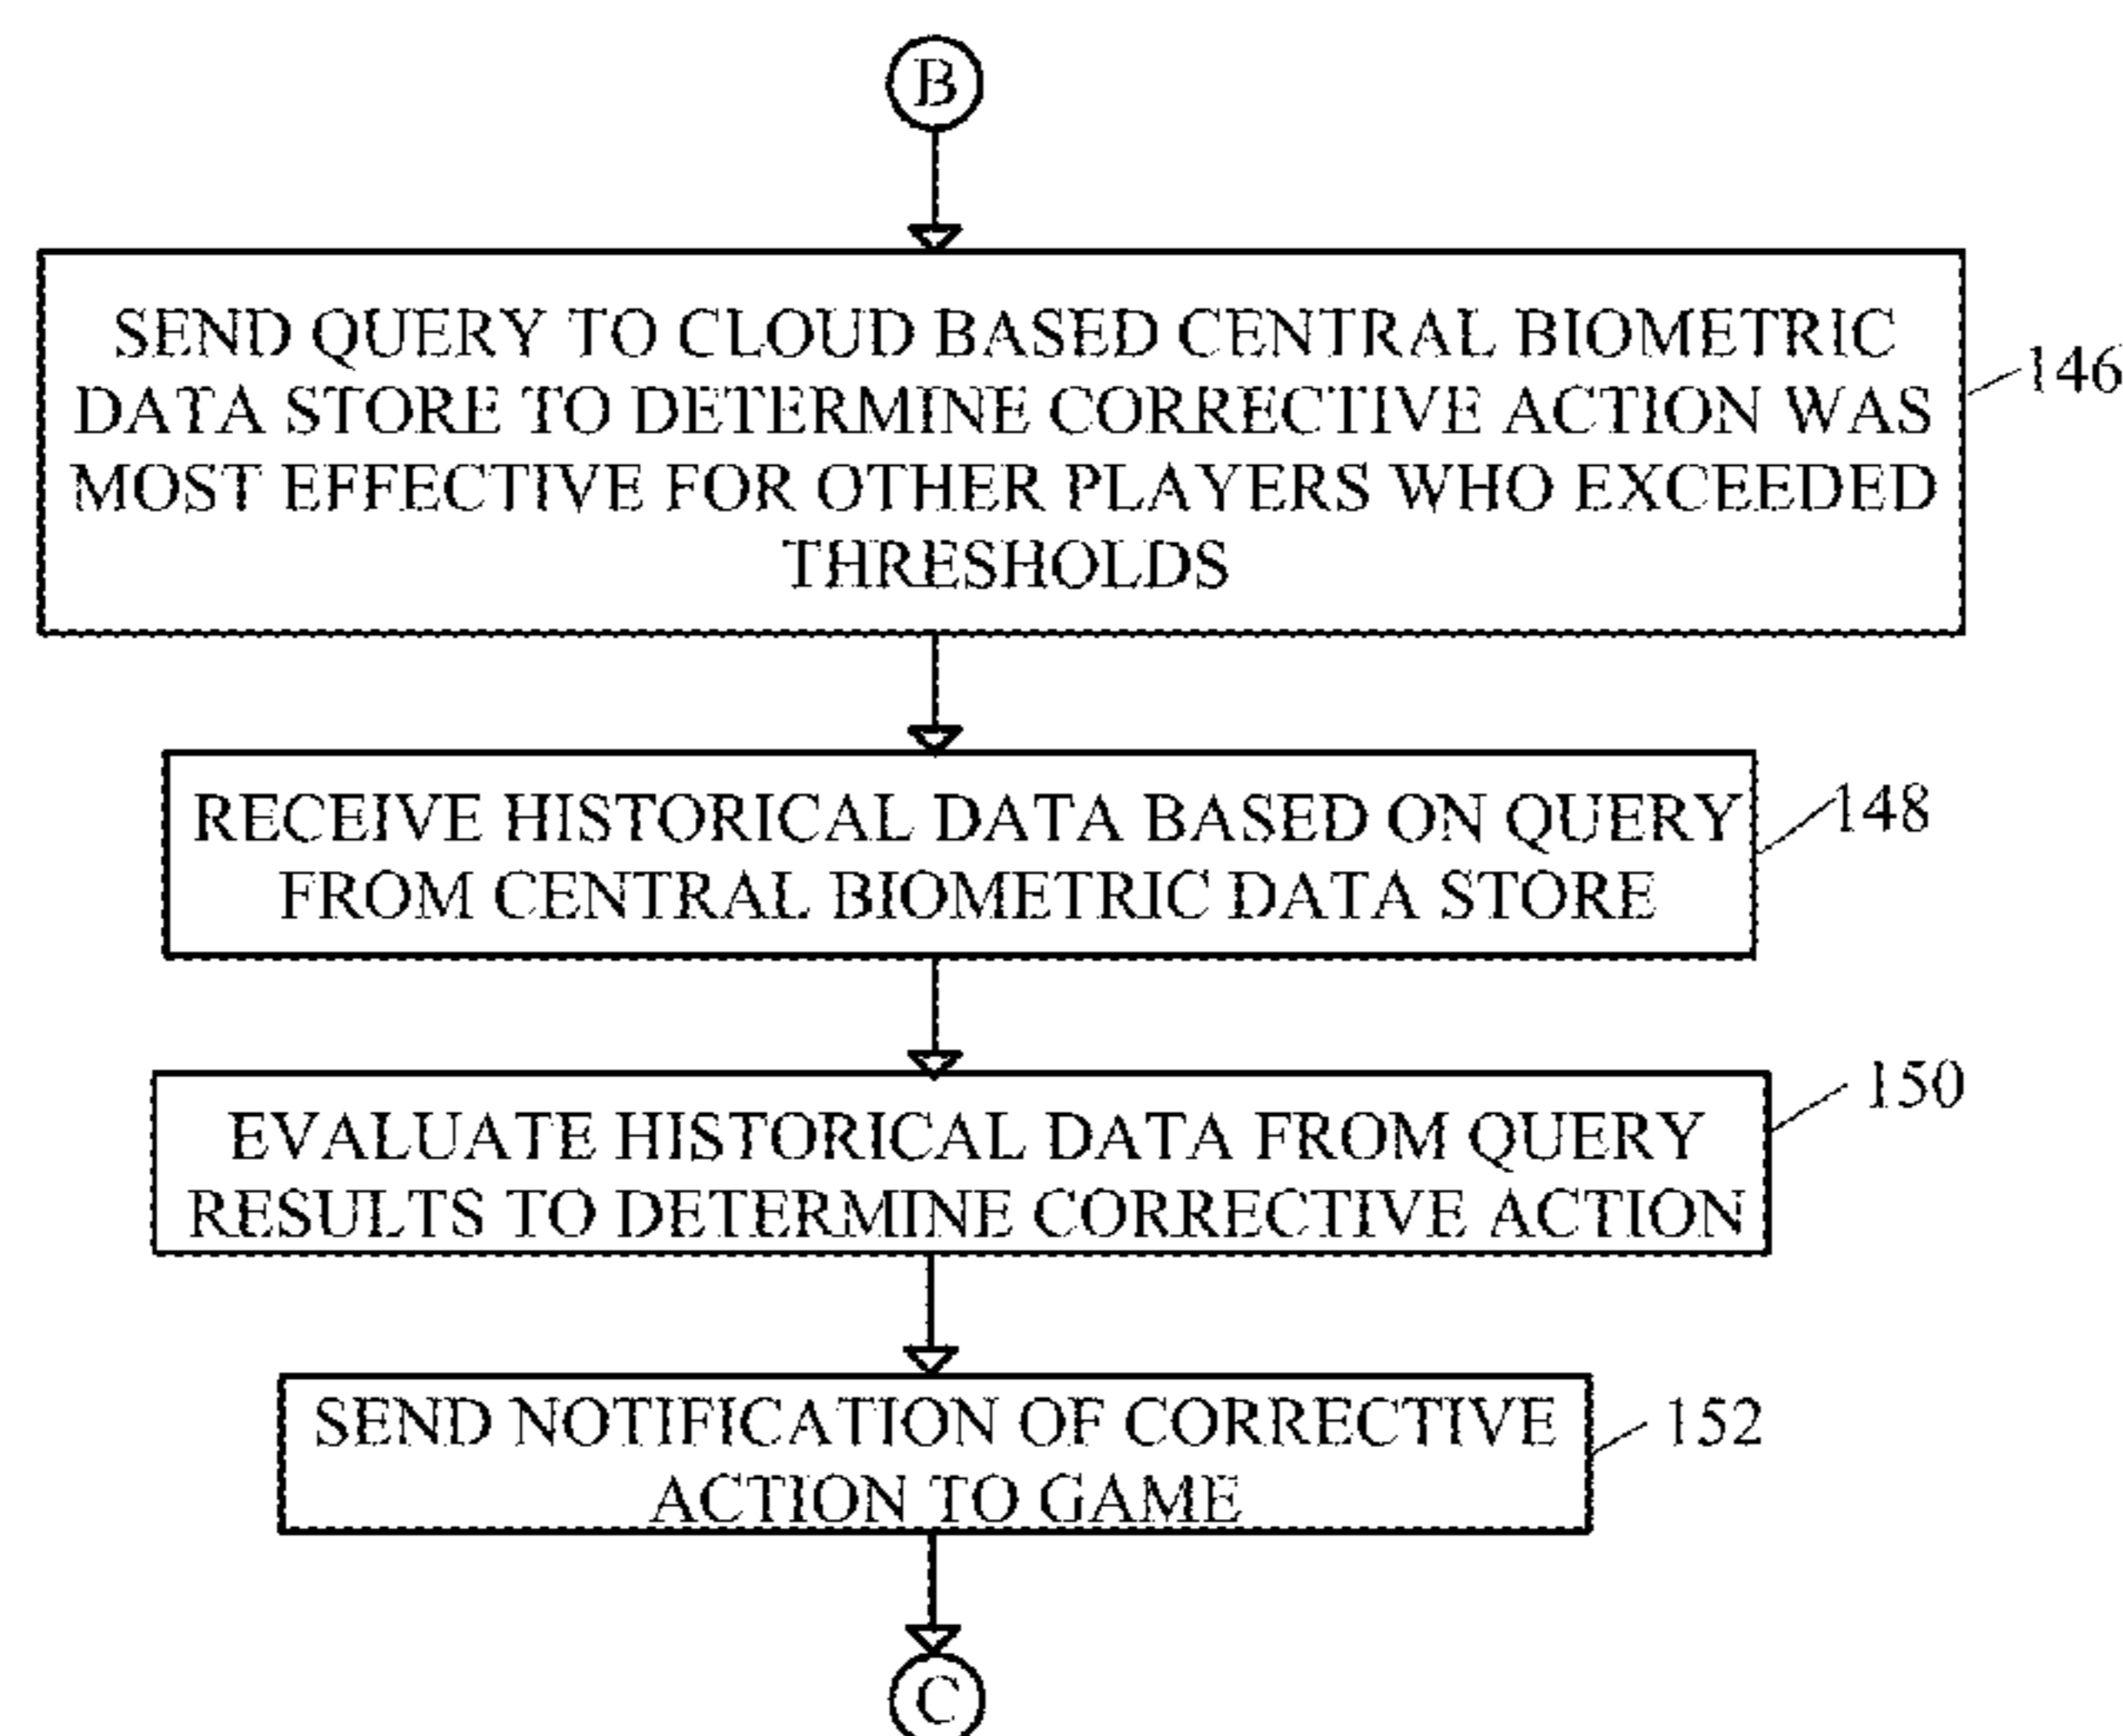 B
SEND QUERY TO CLOUD BASED CENTRAL BIOMETRIC
DATA STORE TO DETERMINE CORRECTIVE ACTION WAS
MOST EFFECTIVE FOR OTHER PLAYERS WHO EXCEEDED
THRESHOLDS
146
RECEIVE HISTORICAL DATA BASED ON QUERY
FROM CENTRAL BIOMETRIC DATA STORE
148
EVALUATE HISTORICAL DATA FROM QUERY
RESULTS TO DETERMINE CORRECTIVE ACTION
150
SEND NOTIFICATION OF CORRECTIVE
ACTION TO GAME
152
C